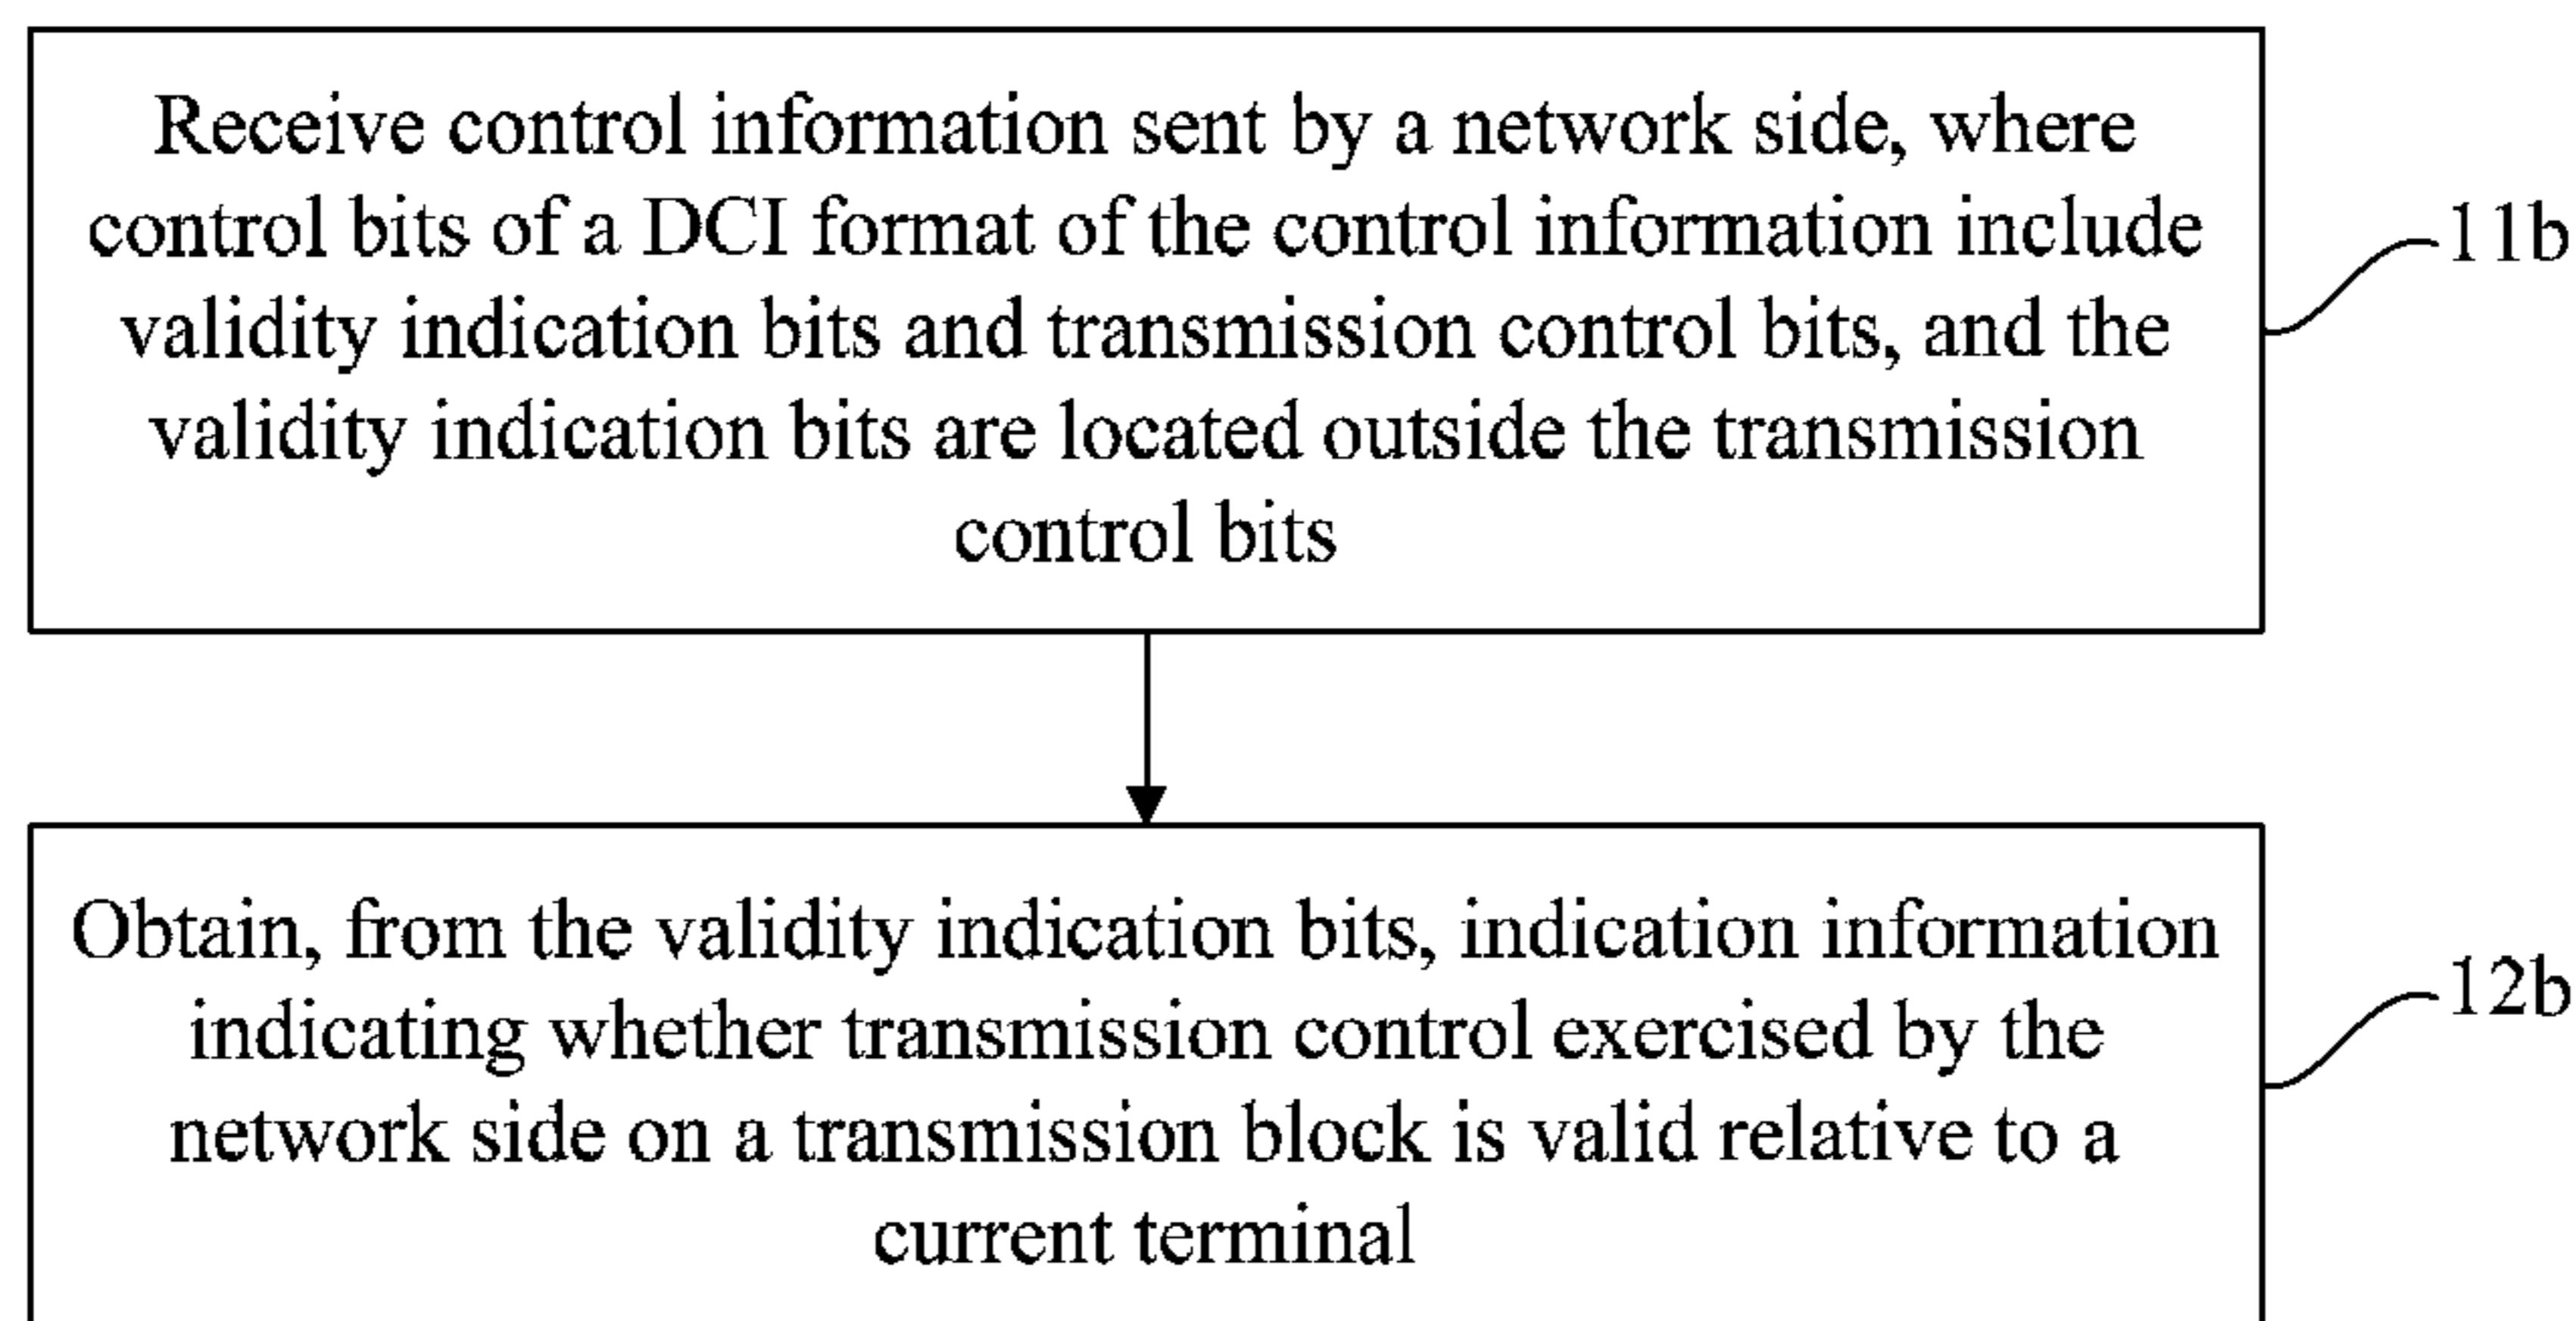 Receive control information sent by a network side, where
control bits of a DCI format of the control information include
validity indication bits and transmission control bits, and the
validity indication bits are located outside the transmission
control bits
11b
Obtain, from the validity indication bits, indication information
indicating whether transmission control exercised by the
network side on a transmission block is valid relative to a
current terminal
12b